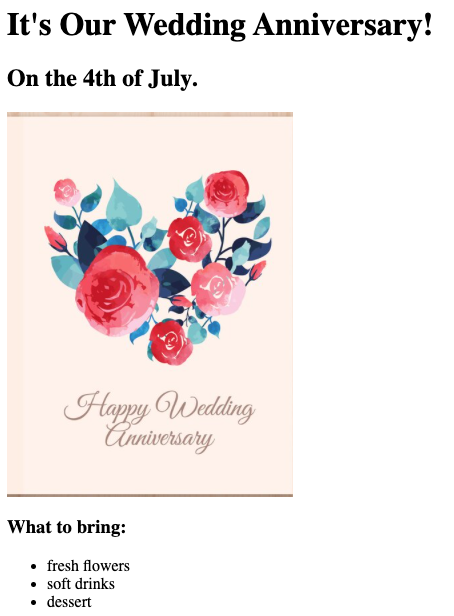 It's Our Wedding Anniversary!
On the 4th of July.
Happy Wedding
Anniversary
What to bring:
• fresh flowers
• soft drinks
• dessert